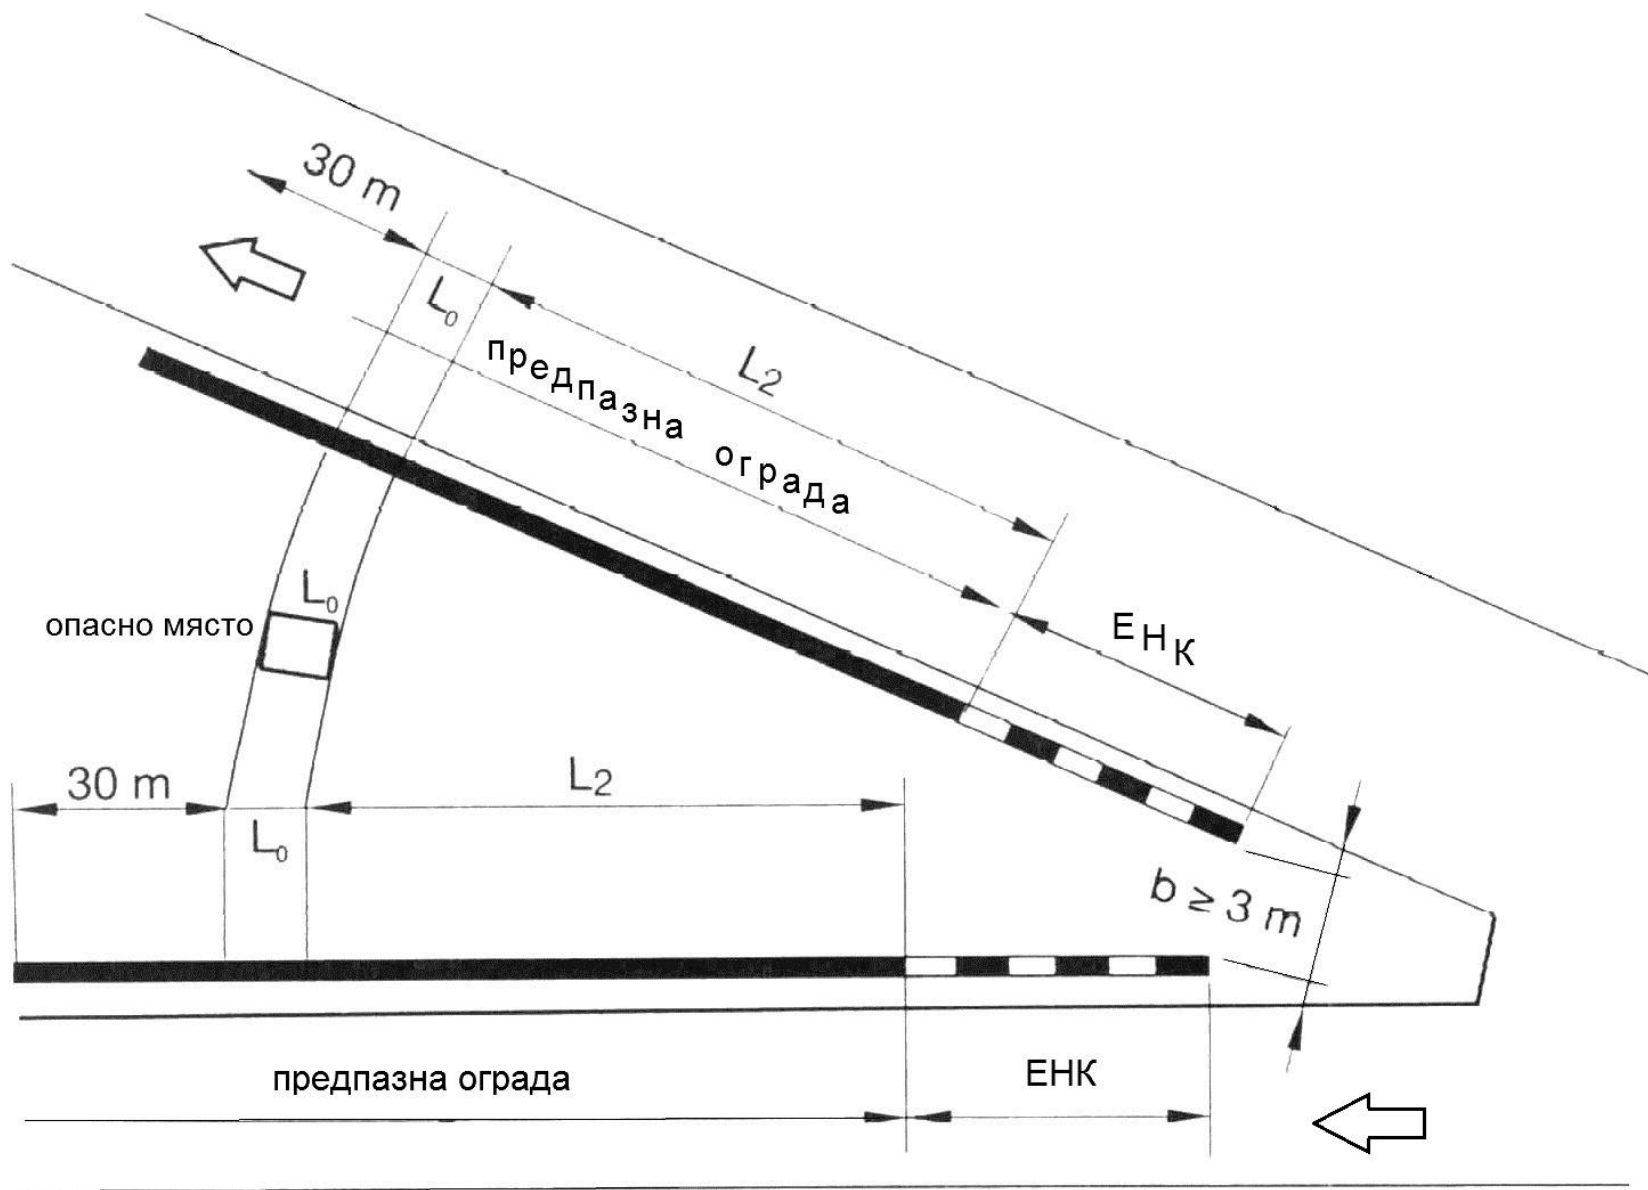 30 m
L₀
L2
предпазна ограда
ЕНК
L₀
опасно място
30 m
L2
L₀
b ≥ 3 m
предпазна ограда
ЕНК